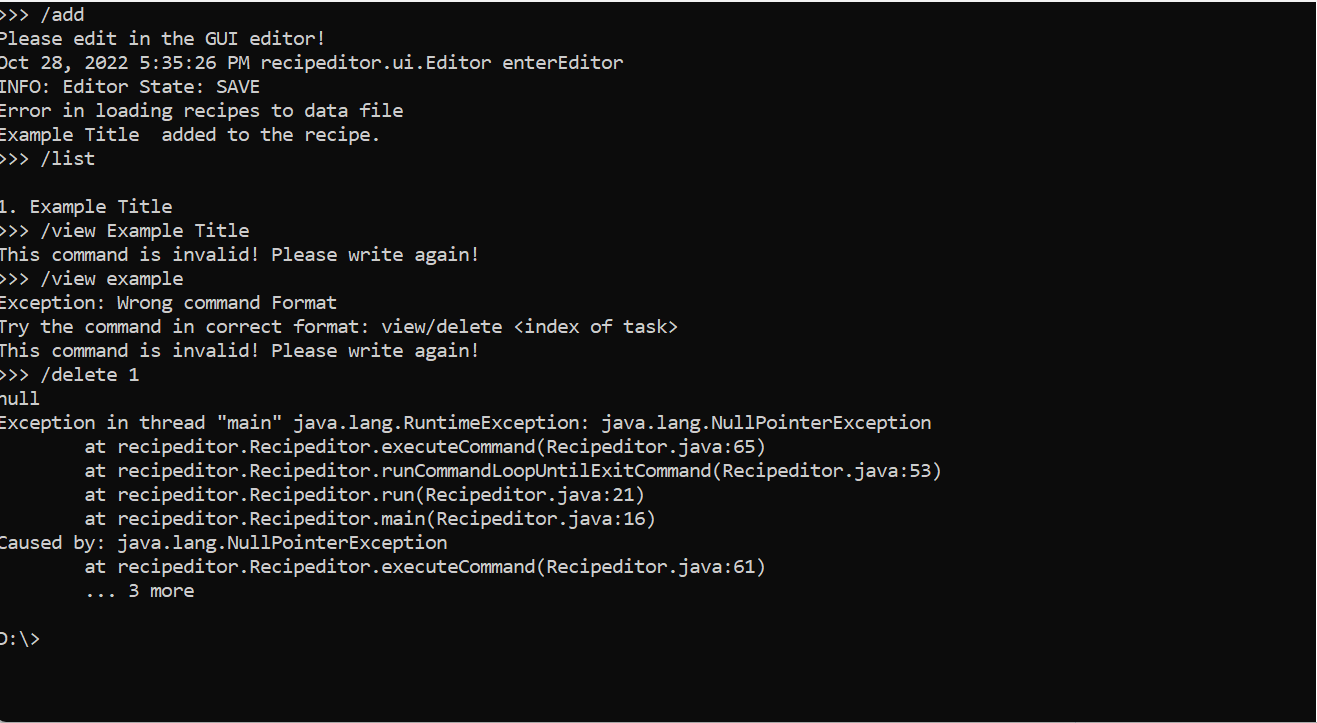 >>> /add
Please edit in the GUI editor!
Oct 28, 2022 5:35:26 PM recipeditor.ui.Editor enterEditor
INFO: Editor State: SAVE
Error in loading recipes to data file
Example Title  added to the recipe.
>>> /list
1. Example Title
>>> /view Example Title
This command is invalid! Please write again!
>>> /view example
Exception: Wrong command Format
Try the command in correct format: view/delete <index of task>
This command is invalid! Please write again!
>>> /delete 1
null
Exception in thread "main" java.lang.RuntimeException: java.lang.NullPointerException
        at recipeditor.Recipeditor.executeCommand(Recipeditor.java:65)
        at recipeditor.Recipeditor.runCommandLoopUntilExitCommand(Recipeditor.java:53)
        at recipeditor.Recipeditor.run(Recipeditor.java:21)
        at recipeditor.Recipeditor.main(Recipeditor.java:16)
Caused by: java.lang.NullPointerException
        at recipeditor.Recipeditor.executeCommand(Recipeditor.java:61)
        ... 3 more
D:\>